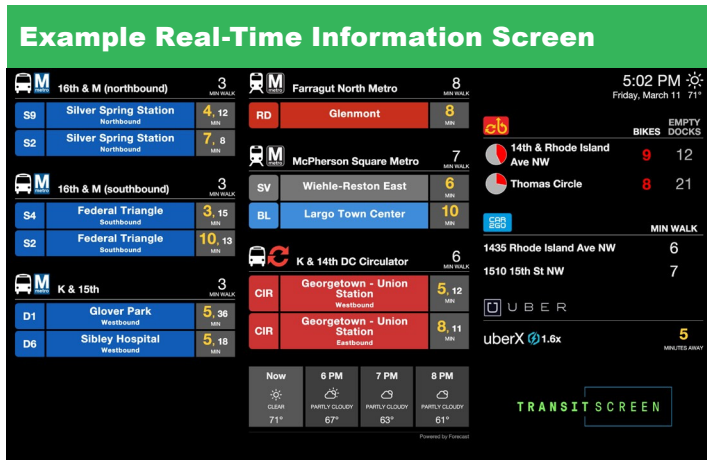 Example Real-Time Information Screen
M metro 16th & M (northbound) 3 MIN WALK
S9 Silver Spring Station Northbound 4, 12 MIN
S2 Silver Spring Station Northbound 7, 8 MIN
M metro 16th & M (southbound) 3 MIN WALK
S4 Federal Triangle Southbound 3, 15 MIN
S2 Federal Triangle Southbound 10, 13 MIN
M metro K & 15th 3 MIN WALK
D1 Glover Park Westbound 5, 36 MIN
D6 Sibley Hospital Westbound 5, 18 MIN
M metro Farragut North Metro 8 MIN WALK
RD Glenmont 8 MIN
M metro McPherson Square Metro 7 MIN WALK
SV Wiehle-Reston East 6 MIN
BL Largo Town Center 10 MIN
K & 14th DC Circulator 6 MIN WALK
CIR Georgetown - Union Station Westbound 5, 12 MIN
CIR Georgetown - Union Station Eastbound 8, 11 MIN
Now 6 PM 7 PM 8 PM
CLEAR PARTLY CLOUDY PARTLY CLOUDY PARTLY CLOUDY
71° 67° 63° 61°
Powered by Forecast
5:02 PM
Friday, March 11 71°
cb BIKES EMPTY DOCKS
14th & Rhode Island Ave NW 9 12
Thomas Circle 8 21
CAR2GO MIN WALK
1435 Rhode Island Ave NW 6
1510 15th St NW 7
U UBER
uberX 1.6x 5 MINUTES AWAY
TRANSITSCREEN